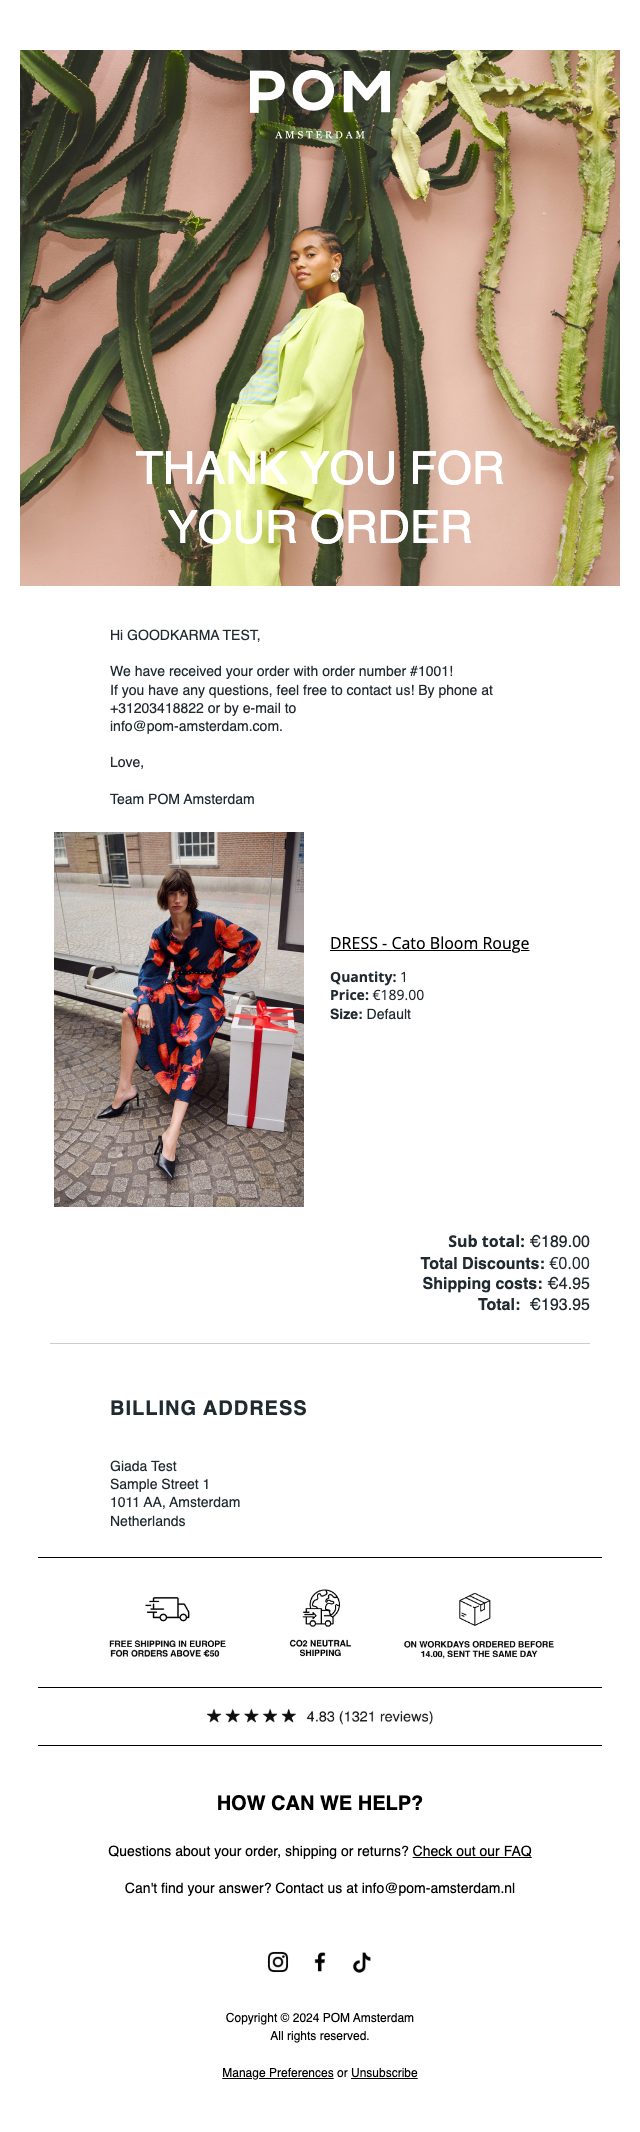 POM
AMSTERDAM
THANK YOU FOR
YOUR ORDER
Hi GOODKARMA TEST,
We have received your order with order number #1001!
If you have any questions, feel free to contact us! By phone at
+31203418822 or by e-mail to
info@pom-amsterdam.com.
Love,
Team POM Amsterdam
DRESS - Cato Bloom Rouge
Quantity: 1
Price: €189.00
Size: Default
Sub total: €189.00
Total Discounts: €0.00
Shipping costs: €4.95
Total: €193.95
BILLING ADDRESS
Giada Test
Sample Street 1
1011 AA, Amsterdam
Netherlands
FREE SHIPPING IN EUROPE
FOR ORDERS ABOVE €50
CO2 NEUTRAL
SHIPPING
ON WORKDAYS ORDERED BEFORE
14.00, SENT THE SAME DAY
★★★★★ 4.83 (1321 reviews)
HOW CAN WE HELP?
Questions about your order, shipping or returns? Check out our FAQ
Can't find your answer? Contact us at info@pom-amsterdam.nl
Copyright © 2024 POM Amsterdam
All rights reserved.
Manage Preferences or Unsubscribe